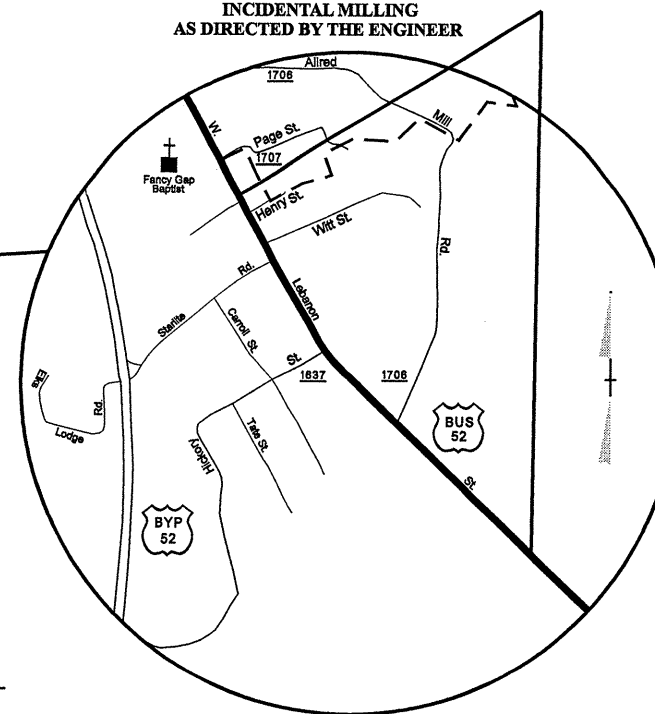 INCIDENTAL MILLING
AS DIRECTED BY THE ENGINEER
Allred
1706
Mill
W.
Page St.
1707
Fancy Gap
Baptist
Henry St.
Witt St.
Rd.
Rd.
Lebanon
Starlite
Carroll St.
St.
1637
1706
Elks
Rd.
Lodge
BUS
52
Tate St.
Hickory
St.
BYP
52